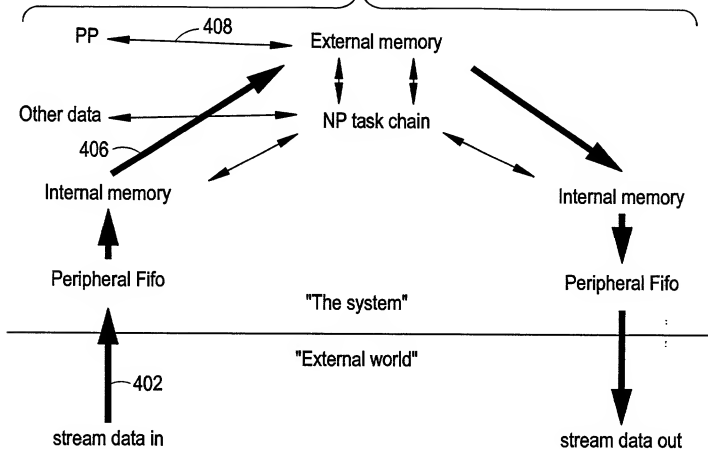 408
PP
External memory
Other data
NP task chain
406
Internal memory
Internal memory
Peripheral Fifo
Peripheral Fifo
"The system"
"External world"
402
stream data in
stream data out